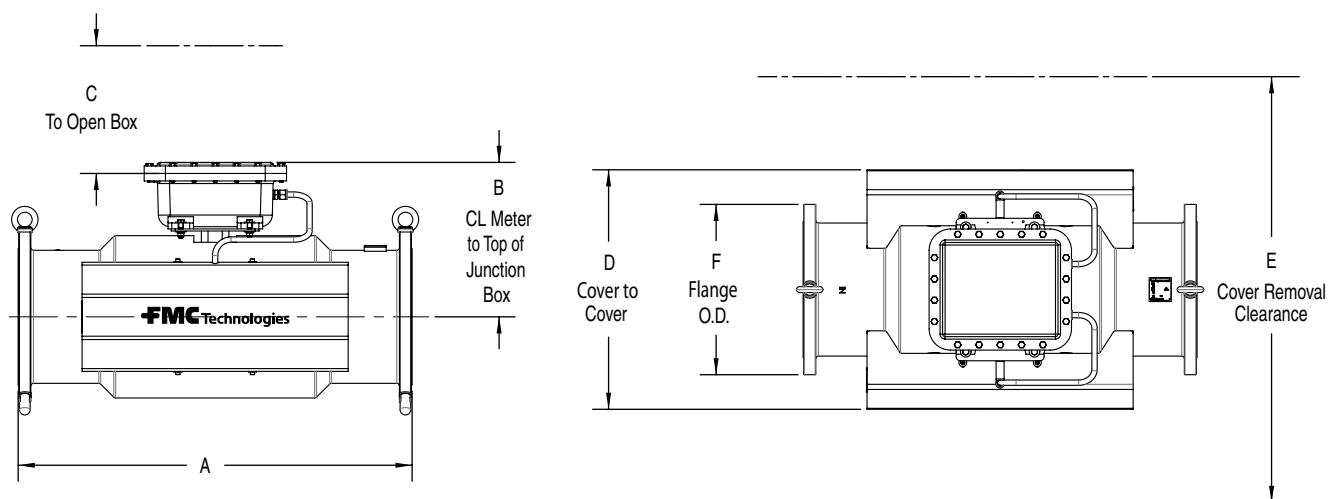 C
To Open Box
B
CL Meter
to Top of
Junction
Box
FMC Technologies
A
D
Cover to
Cover
F
Flange
O.D.
N
E
Cover Removal
Clearance